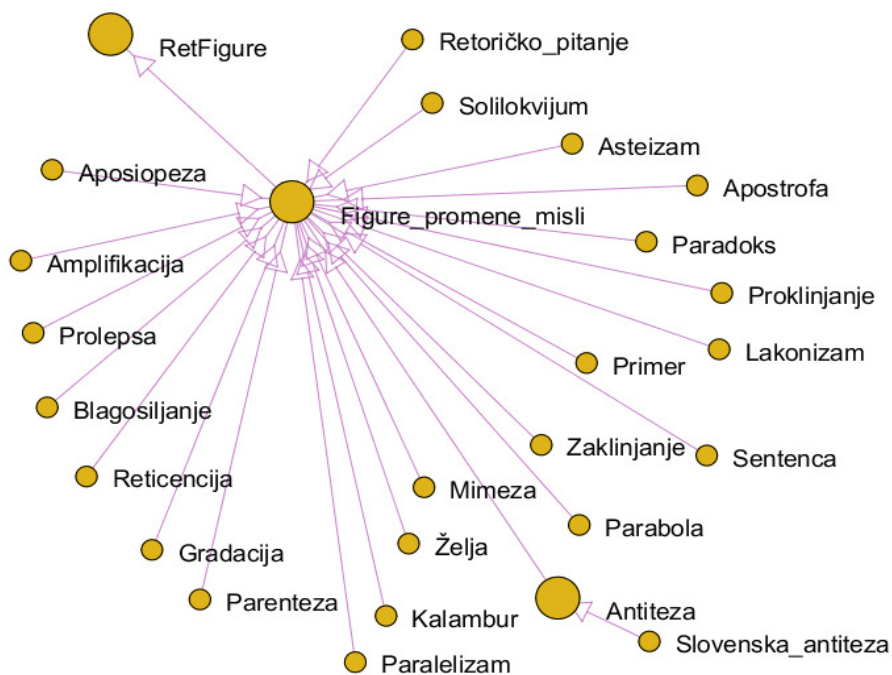 RetFigure
Retoričko_pitanje
Solilokvijum
Asteizam
Aposiopeza
Apostrofa
Figure_promene_misli
Paradoks
Amplifikacija
Proklinjanje
Prolepsa
Lakonizam
Primer
Blagosiljanje
Zaklinjanje
Sentenca
Reticencija
Mimeza
Parabola
Gradacija
Želja
Parenteza
Kalambur
Antiteza
Slovenska_antiteza
Paralelizam